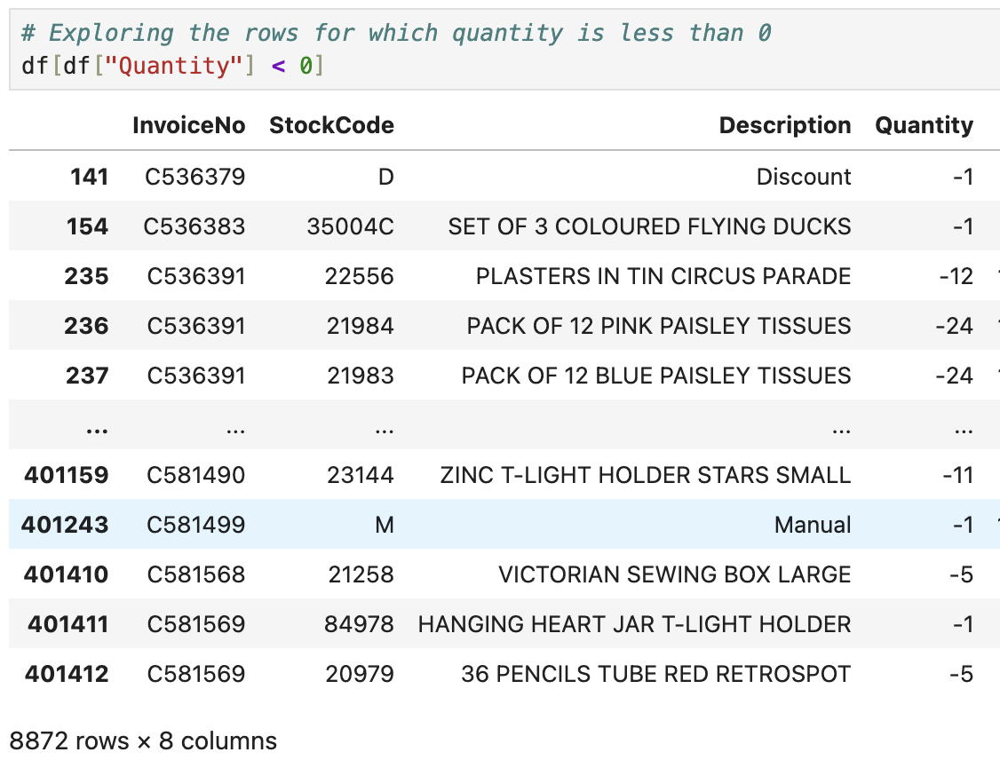 # Exploring the rows for which quantity is less than 0
df[df["Quantity"] < 0]
InvoiceNo StockCode Description Quantity
141 C536379 D Discount -1
154 C536383 35004C SET OF 3 COLOURED FLYING DUCKS -1
235 C536391 22556 PLASTERS IN TIN CIRCUS PARADE -12
236 C536391 21984 PACK OF 12 PINK PAISLEY TISSUES -24
237 C536391 21983 PACK OF 12 BLUE PAISLEY TISSUES -24
... ... ... ... ...
401159 C581490 23144 ZINC T-LIGHT HOLDER STARS SMALL -11
401243 C581499 M Manual -1
401410 C581568 21258 VICTORIAN SEWING BOX LARGE -5
401411 C581569 84978 HANGING HEART JAR T-LIGHT HOLDER -1
401412 C581569 20979 36 PENCILS TUBE RED RETROSPOT -5
8872 rows × 8 columns